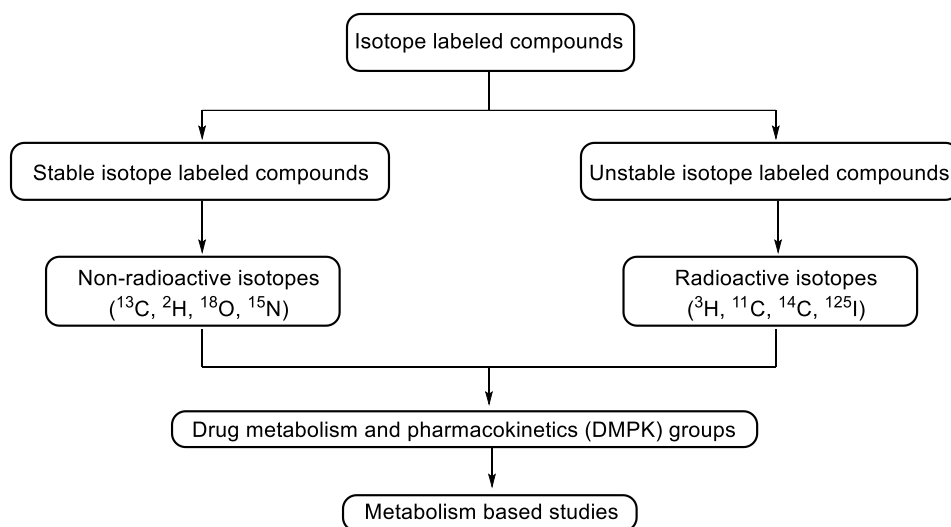 Isotope labeled compounds
Stable isotope labeled compounds
Unstable isotope labeled compounds
Non-radioactive isotopes
(¹³C, ²H, ¹⁸O, ¹⁵N)
Radioactive isotopes
(³H, ¹¹C, ¹⁴C, ¹²⁵I)
Drug metabolism and pharmacokinetics (DMPK) groups
Metabolism based studies